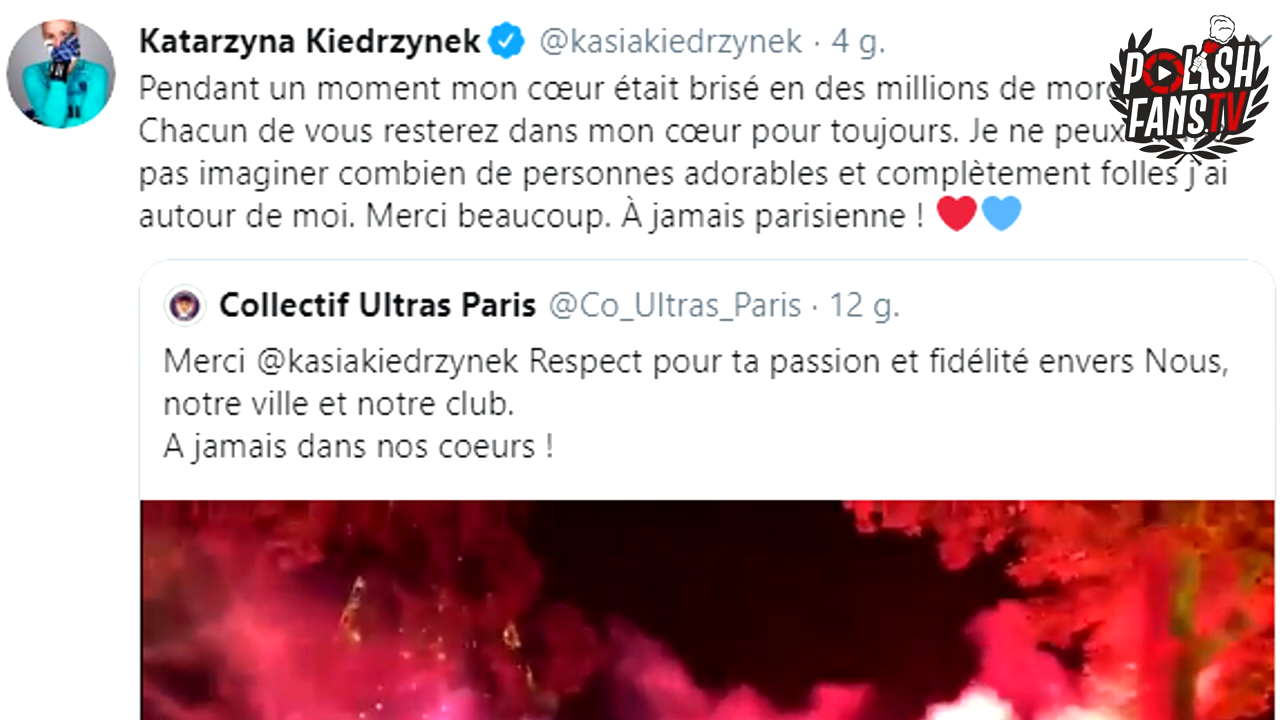 Katarzyna Kiedrzynek @kasiakiedrzynek · 4 g.
Pendant un moment mon cœur était brisé en des millions de
Chacun de vous resterez dans mon cœur pour toujours. Je ne peux
pas imaginer combien de personnes adorables et complètement folles j'ai
autour de moi. Merci beaucoup. À jamais parisienne ! ❤️💙
Collectif Ultras Paris @Co_Ultras_Paris · 12 g.
Merci @kasiakiedrzynek Respect pour ta passion et fidélité envers Nous,
notre ville et notre club.
A jamais dans nos coeurs !
POLISH
FANS.TV